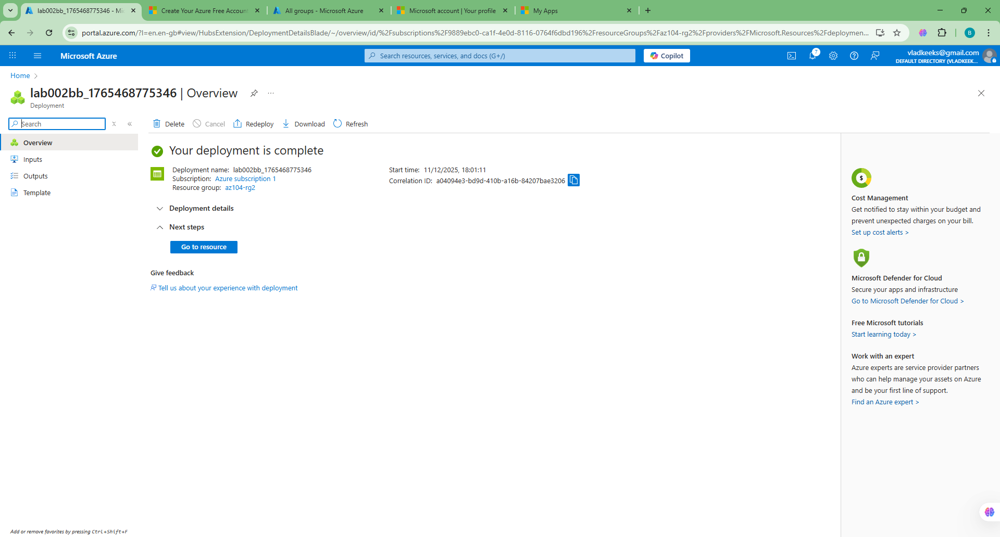 lab002bb_1765468775346 - Mi
Create Your Azure Free Account
All groups - Microsoft Azure
Microsoft account | Your profile
My Apps
portal.azure.com/?l=en.en-gb#view/HubsExtension/DeploymentDetailsBlade/~/overview/id/%2Fsubscriptions%2F9889ebc0-ca1f-4e0d-8116-0764f6dbd196%2FresourceGroups%2Faz104-rg2%2Fproviders%2FMicrosoft.Resources%2Fdeploymen...
B
Microsoft Azure
Search resources, services, and docs (G+/)
Copilot
7
vladkeeks@gmail.com
DEFAULT DIRECTORY (VLADKEEK...
Home
lab002bb_1765468775346 | Overview
...
Deployment
Search
Delete
Cancel
Redeploy
Download
Refresh
Overview
Inputs
Outputs
Template
Your deployment is complete
Deployment name: lab002bb_1765468775346
Subscription: Azure subscription 1
Resource group: az104-rg2
Start time: 11/12/2025, 18:01:11
Correlation ID: a04094e3-bd9d-410b-a16b-84207bae3206
Deployment details
Next steps
Go to resource
Give feedback
Tell us about your experience with deployment
Cost Management
Get notified to stay within your budget and
prevent unexpected charges on your bill.
Set up cost alerts >
Microsoft Defender for Cloud
Secure your apps and infrastructure
Go to Microsoft Defender for Cloud >
Free Microsoft tutorials
Start learning today >
Work with an expert
Azure experts are service provider partners
who can help manage your assets on Azure
and be your first line of support.
Find an Azure expert >
Add or remove favorites by pressing Ctrl+Shift+F